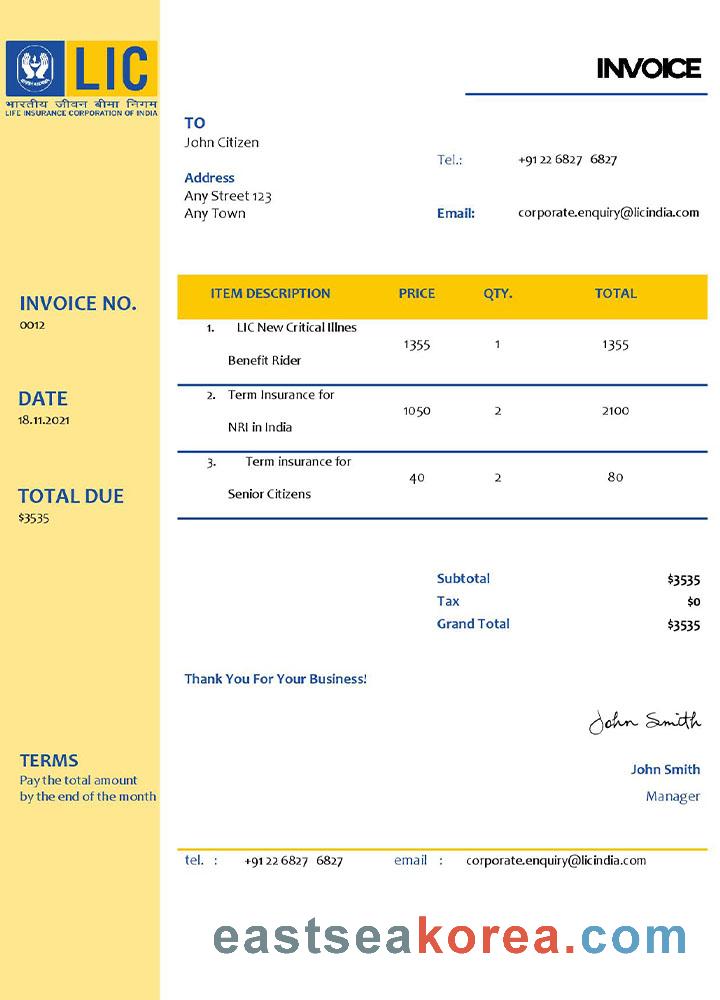 LIC
भारतीय जीवन बीमा निगम
LIFE INSURANCE CORPORATION OF INDIA
INVOICE
TO
John Citizen
Tel.: +91 22 6827 6827
Address
Any Street 123
Any Town
Email: corporate.enquiry@licindia.com
INVOICE NO.
0012
DATE
18.11.2021
TOTAL DUE
$3535
ITEM DESCRIPTION PRICE QTY. TOTAL
1. LIC New Critical Illnes
1355 1 1355
Benefit Rider
2. Term Insurance for
1050 2 2100
NRI in India
3. Term insurance for
40 2 80
Senior Citizens
Subtotal $3535
Tax $0
Grand Total $3535
Thank You For Your Business!
John Smith
John Smith
Manager
TERMS
Pay the total amount
by the end of the month
tel. : +91 22 6827 6827 email : corporate.enquiry@licindia.com
eastseakorea.com